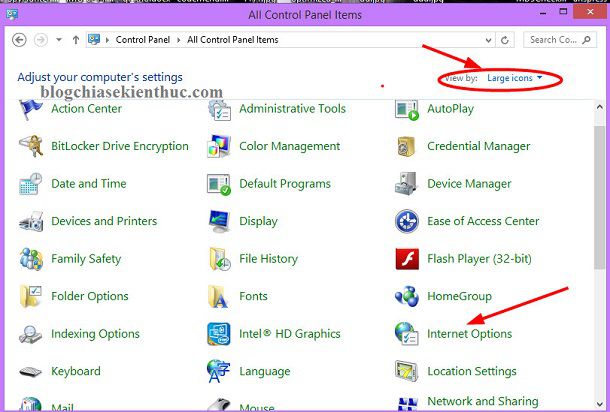 All Control Panel Items
Control Panel
All Control Panel Items
Search Co...
Adjust your computer's settings
View by: Large icons
blogchiasekienthuc.com
Action Center
Administrative Tools
AutoPlay
BitLocker Drive Encryption
Color Management
Credential Manager
Date and Time
Default Programs
Device Manager
Devices and Printers
Display
Ease of Access Center
Family Safety
File History
Flash Player (32-bit)
Folder Options
Fonts
HomeGroup
Indexing Options
Intel® HD Graphics
Internet Options
Keyboard
Language
Location Settings
Mail
Mouse
Network and Sharing